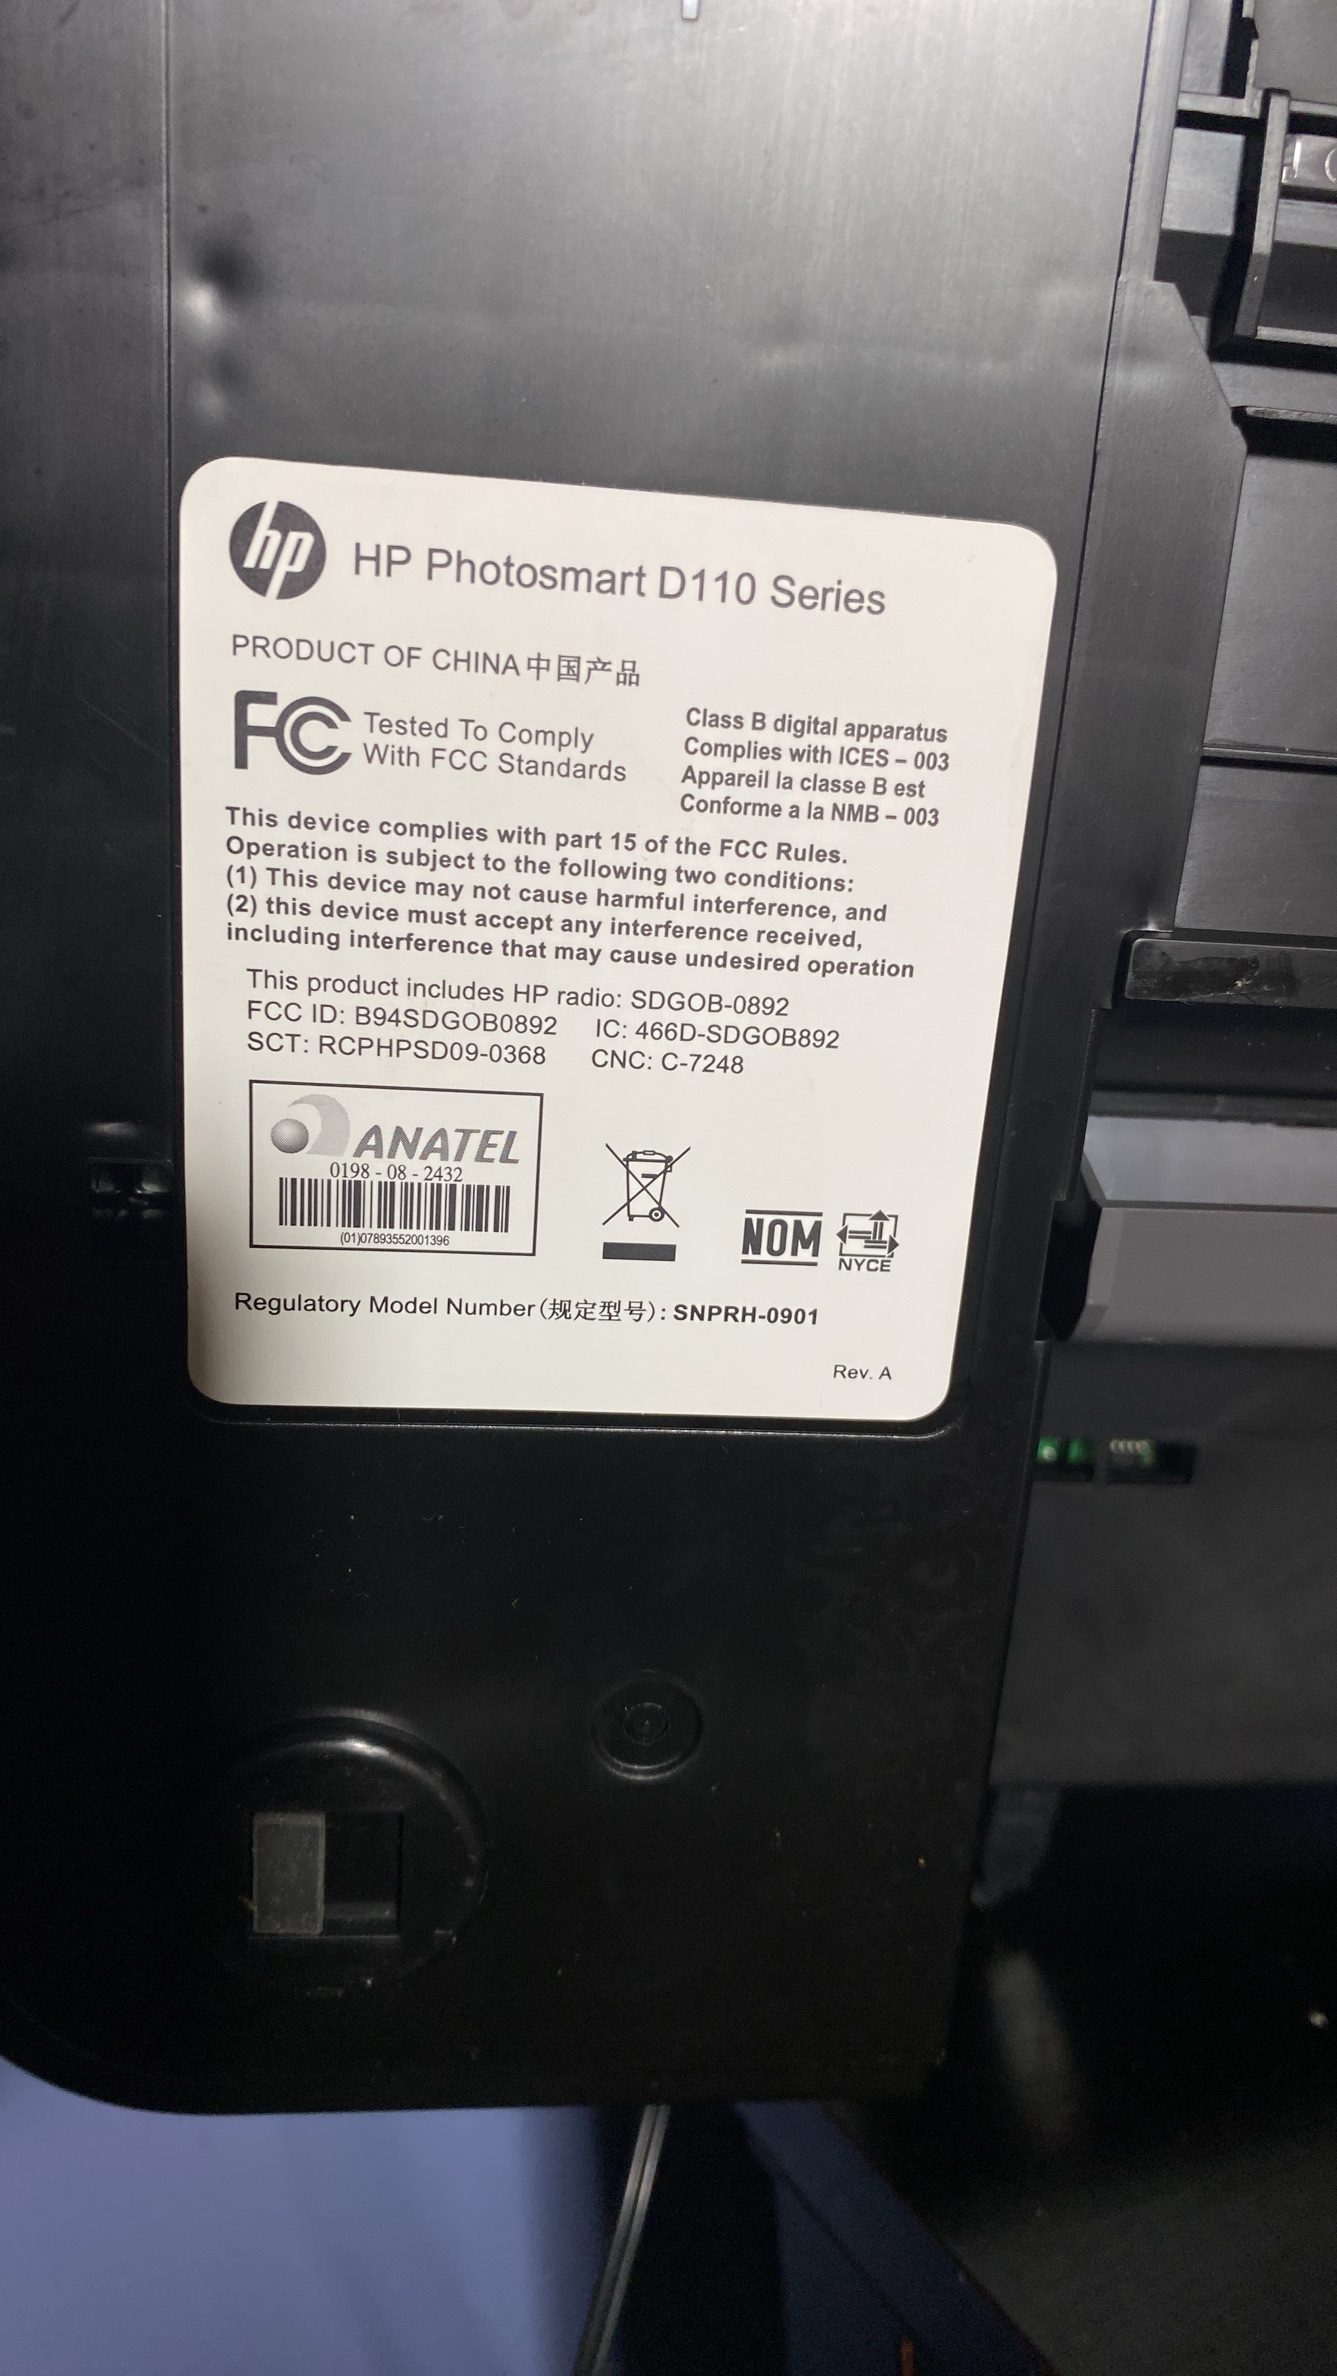 hp
HP Photosmart D110 Series
PRODUCT OF CHINA 中国产品
FC Tested To Comply
With FCC Standards
Class B digital apparatus
Complies with ICES – 003
Appareil la classe B est
Conforme a la NMB – 003
This device complies with part 15 of the FCC Rules.
Operation is subject to the following two conditions:
(1) This device may not cause harmful interference, and
(2) this device must accept any interference received,
including interference that may cause undesired operation
This product includes HP radio: SDGOB-0892
FCC ID: B94SDGOB0892 IC: 466D-SDGOB892
SCT: RCPHPSD09-0368 CNC: C-7248
ANATEL
0198 - 08 - 2432
(01)07893552001396
NOM
NYCE
Regulatory Model Number (规定型号): SNPRH-0901
Rev. A